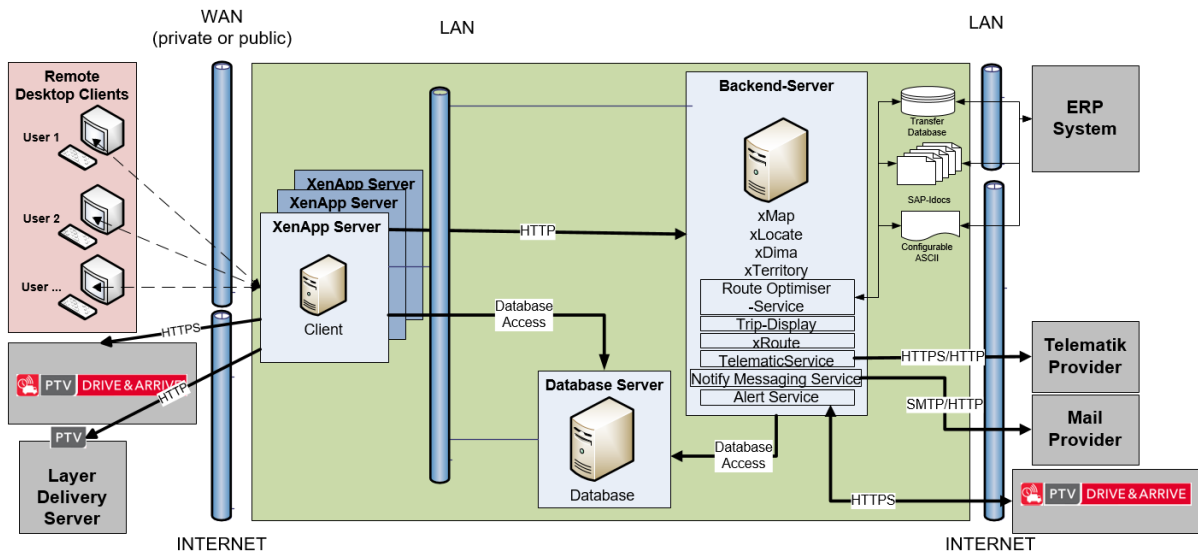 WAN
(private or public)
LAN
LAN
Remote
Desktop Clients
User 1
User 2
User ...
XenApp Server
XenApp Server
XenApp Server
Client
HTTP
Database
Access
HTTPS
HTTP
PTV DRIVE & ARRIVE
PTV
Layer
Delivery
Server
Database Server
Database
Database
Access
Backend-Server
xMap
xLocate
xDima
xTerritory
Route Optimiser
-Service
Trip-Display
xRoute
TelematicService
Notify Messaging Service
Alert Service
Transfer
Database
SAP-Idocs
Configurable
ASCII
ERP
System
HTTPS/HTTP
Telematik
Provider
SMTP/HTTP
Mail
Provider
HTTPS
PTV DRIVE & ARRIVE
INTERNET
INTERNET